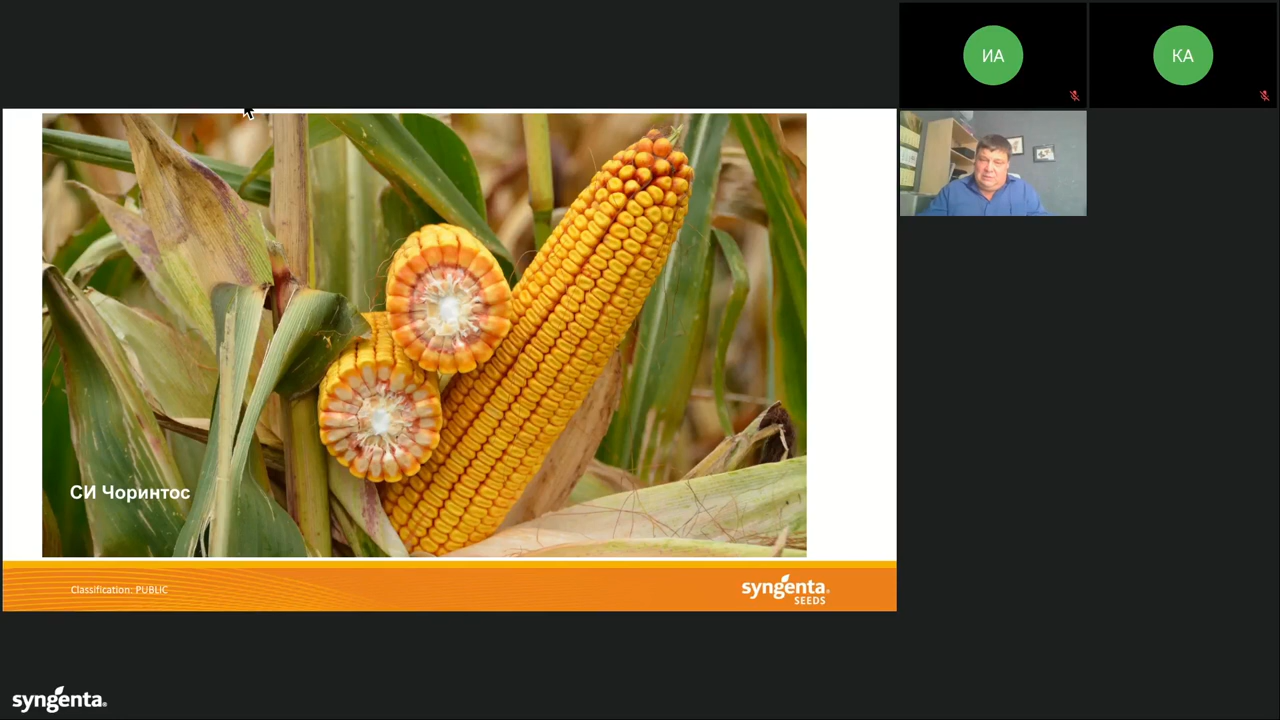 ИА
КА
СИ Чоринтос
Classification: PUBLIC
syngenta
SEEDS
syngenta